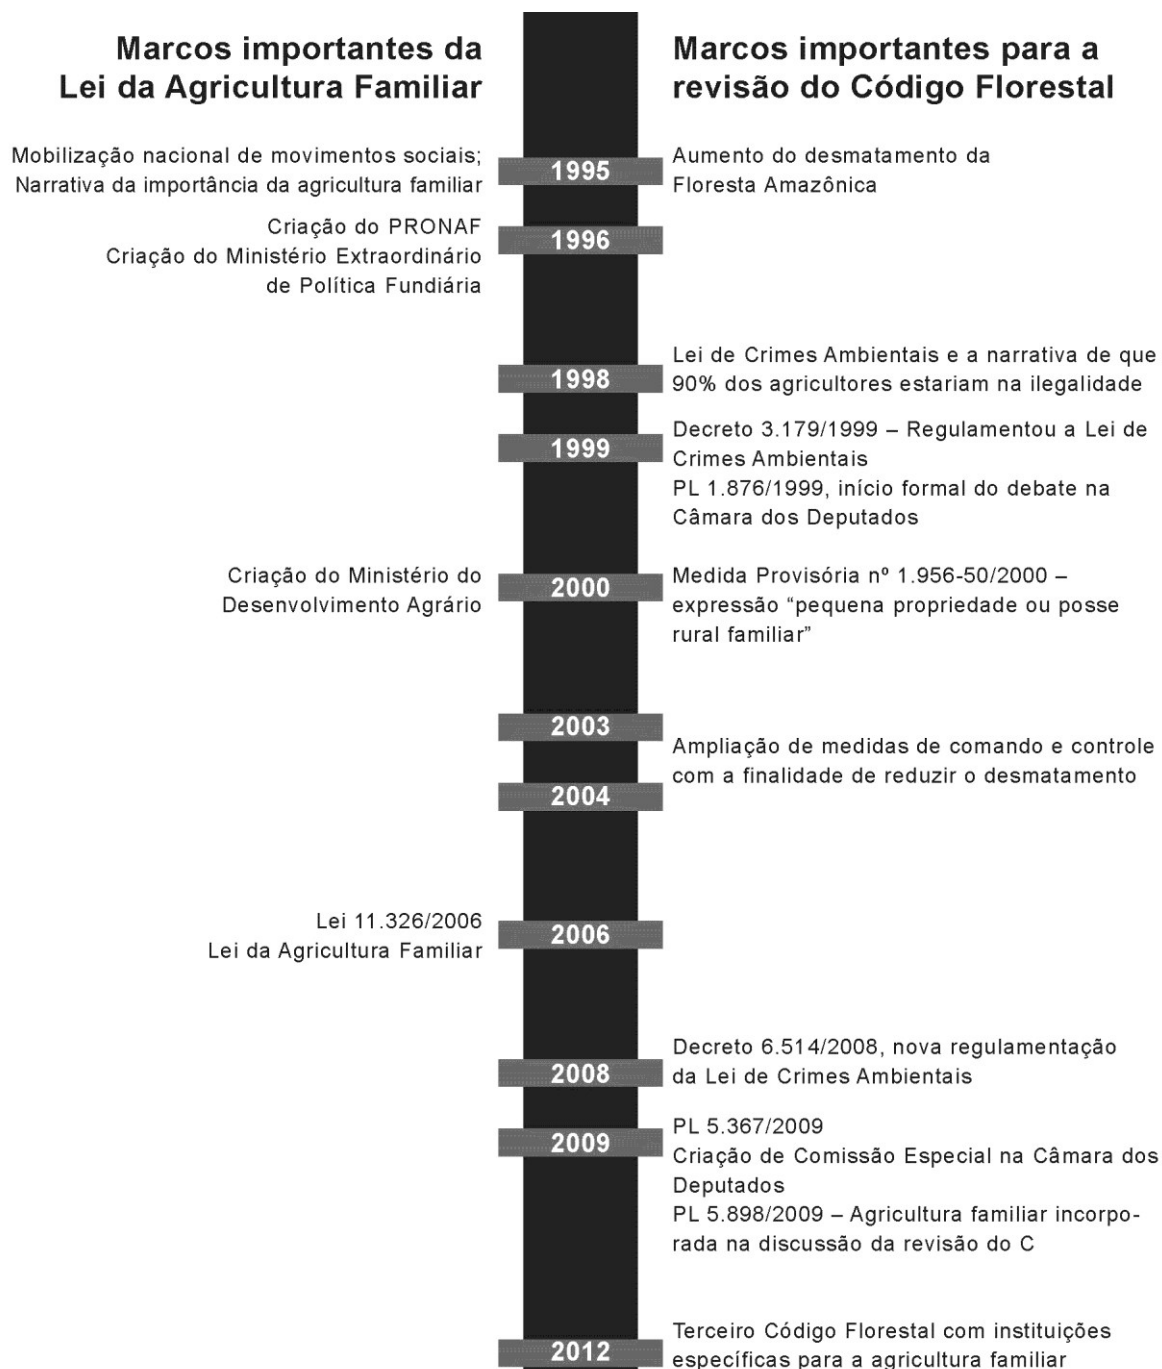 Marcos importantes da
Lei da Agricultura Familiar
Marcos importantes para a
revisão do Código Florestal
Mobilização nacional de movimentos sociais;
Narrativa da importância da agricultura familiar
1995
Aumento do desmatamento da
Floresta Amazônica
Criação do PRONAF
Criação do Ministério Extraordinário
de Política Fundiária
1996
1998
Lei de Crimes Ambientais e a narrativa de que
90% dos agricultores estariam na ilegalidade
1999
Decreto 3.179/1999 – Regulamentou a Lei de
Crimes Ambientais
PL 1.876/1999, início formal do debate na
Câmara dos Deputados
Criação do Ministério do
Desenvolvimento Agrário
2000
Medida Provisória nº 1.956-50/2000 –
expressão “pequena propriedade ou posse
rural familiar”
2003
Ampliação de medidas de comando e controle
com a finalidade de reduzir o desmatamento
2004
Lei 11.326/2006
Lei da Agricultura Familiar
2006
2008
Decreto 6.514/2008, nova regulamentação
da Lei de Crimes Ambientais
2009
PL 5.367/2009
Criação de Comissão Especial na Câmara dos
Deputados
PL 5.898/2009 – Agricultura familiar incorpo-
rada na discussão da revisão do C
2012
Terceiro Código Florestal com instituições
específicas para a agricultura familiar